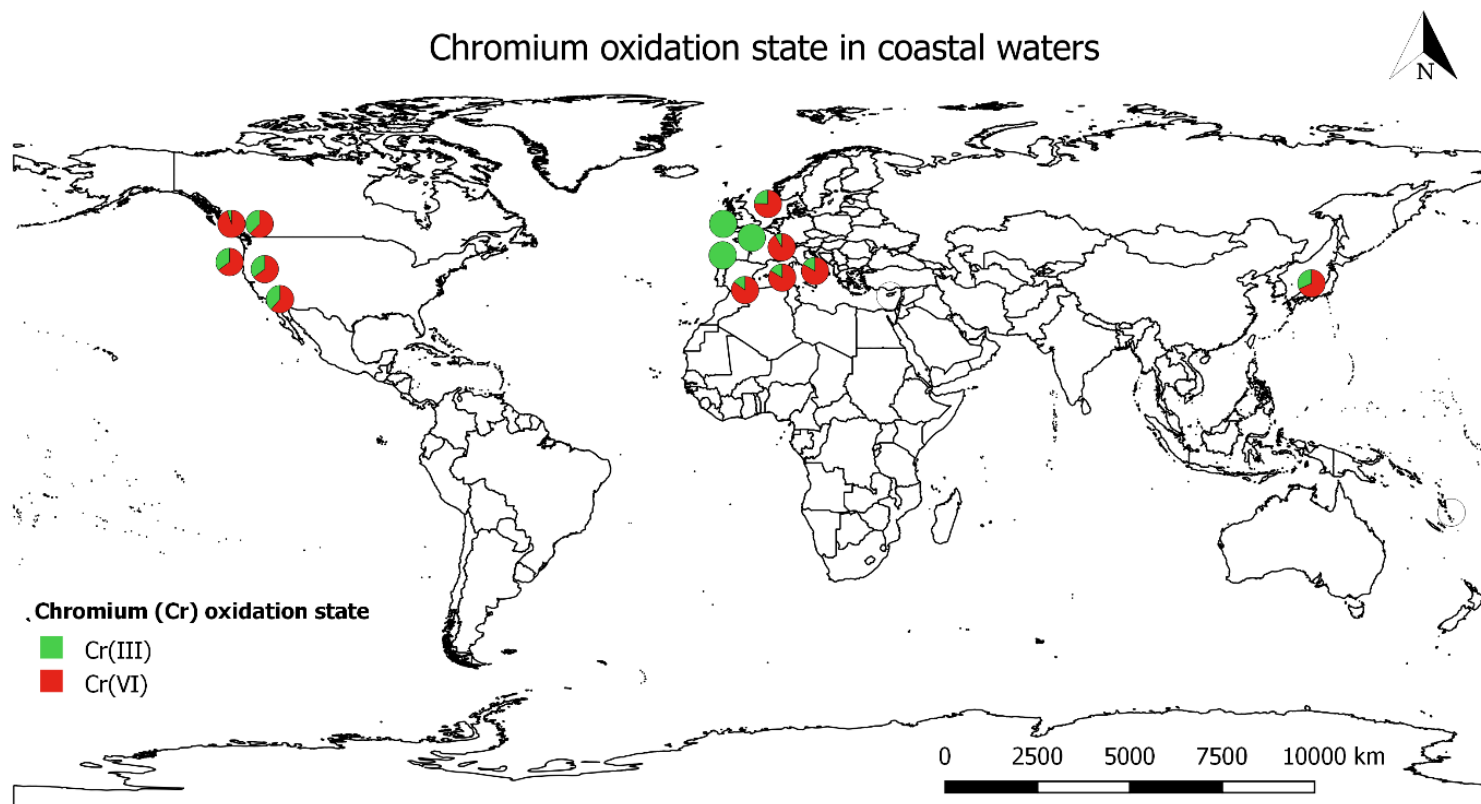 Chromium oxidation state in coastal waters
N
Chromium (Cr) oxidation state
Cr(III)
Cr(VI)
0 2500 5000 7500 10000 km